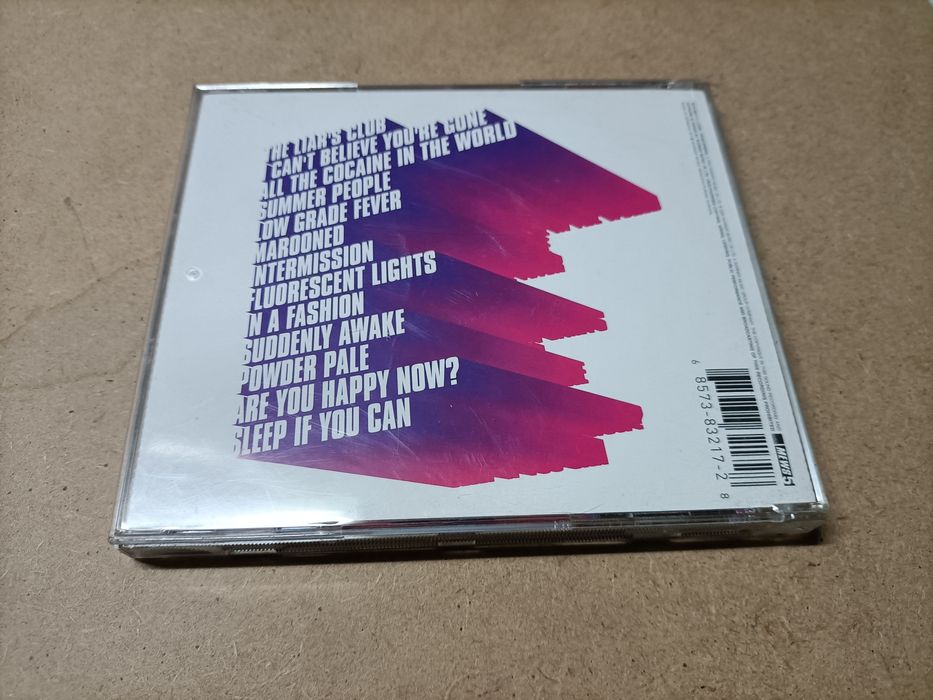 THE LIAR'S CLUB
I CAN'T BELIEVE YOU'RE GONE
ALL THE COCAINE IN THE WORLD
SUMMER PEOPLE
LOW GRADE FEVER
MAROONED
INTERMISSION
FLUORESCENT LIGHTS
IN A FASHION
SUDDENLY AWAKE
POWDER PALE
ARE YOU HAPPY NOW?
SLEEP IF YOU CAN
6 8573-83217-2 8